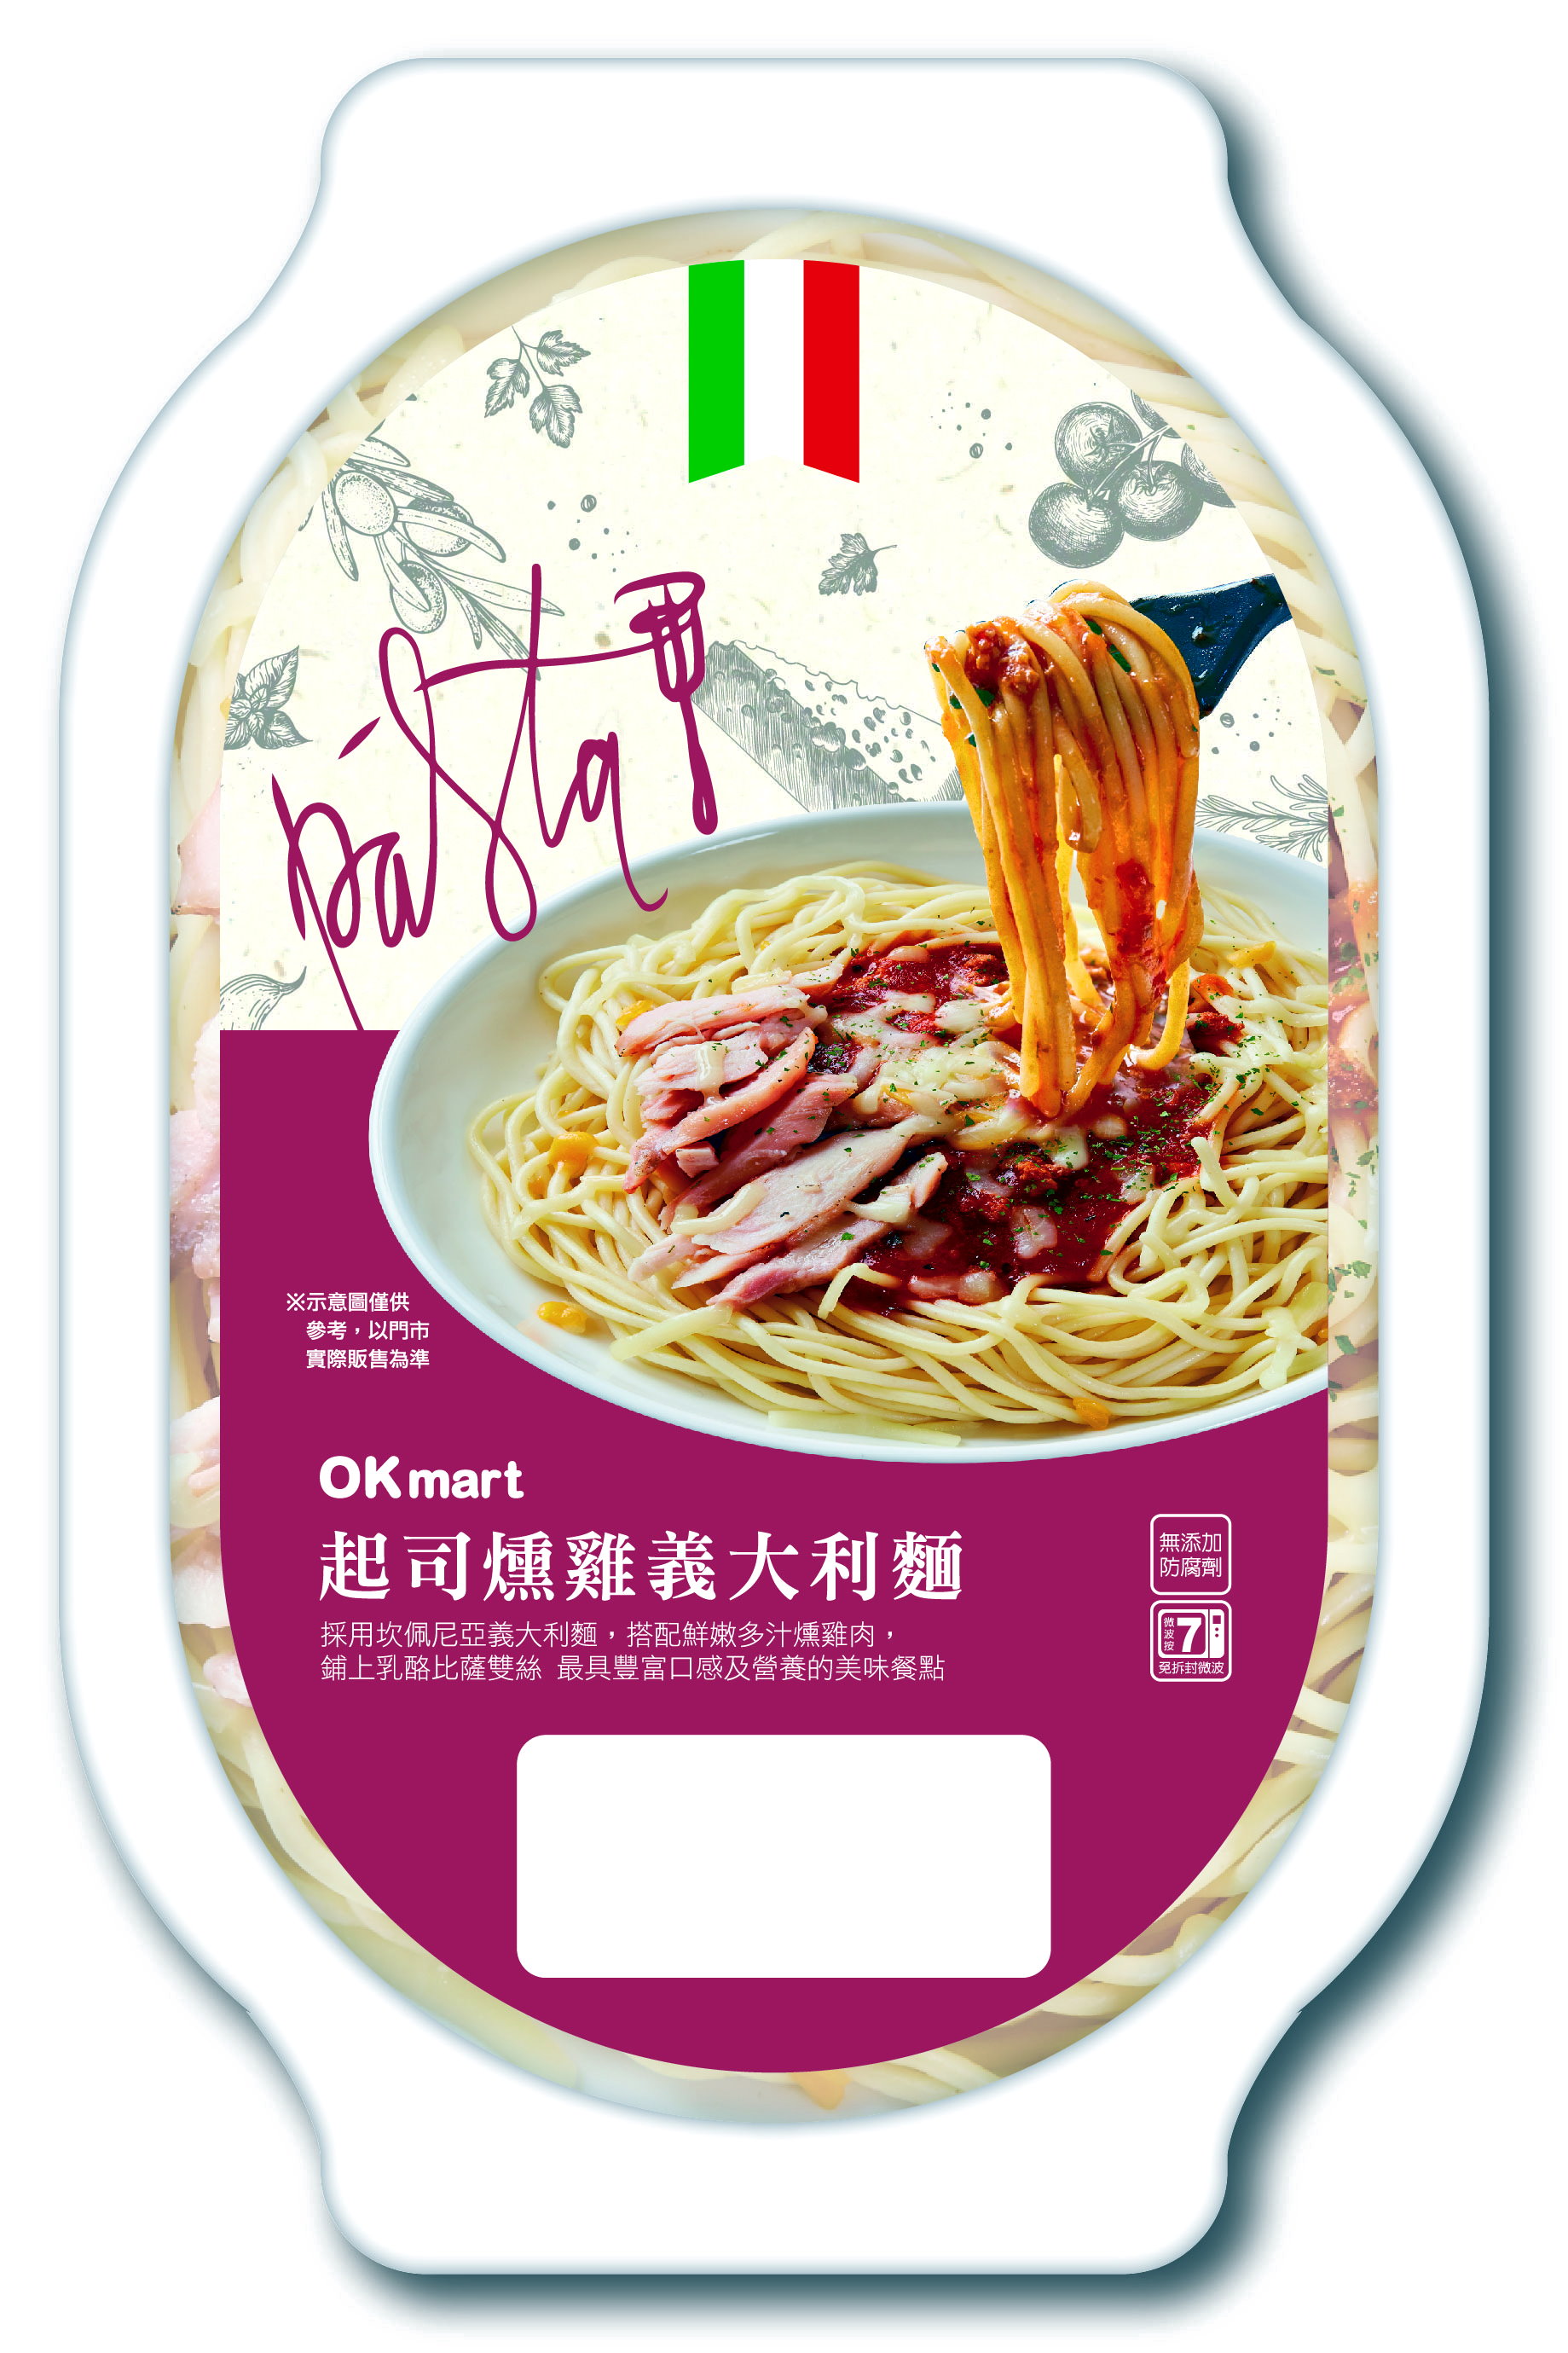 pasta
※示意圖僅供
參考，以門市
實際販售為準
OKmart
起司燻雞義大利麵
採用坎佩尼亞義大利麵，搭配鮮嫩多汁燻雞肉，
鋪上乳酪比薩雙絲 最具豐富口感及營養的美味餐點
無添加
防腐劑
微波按
7
免拆封微波